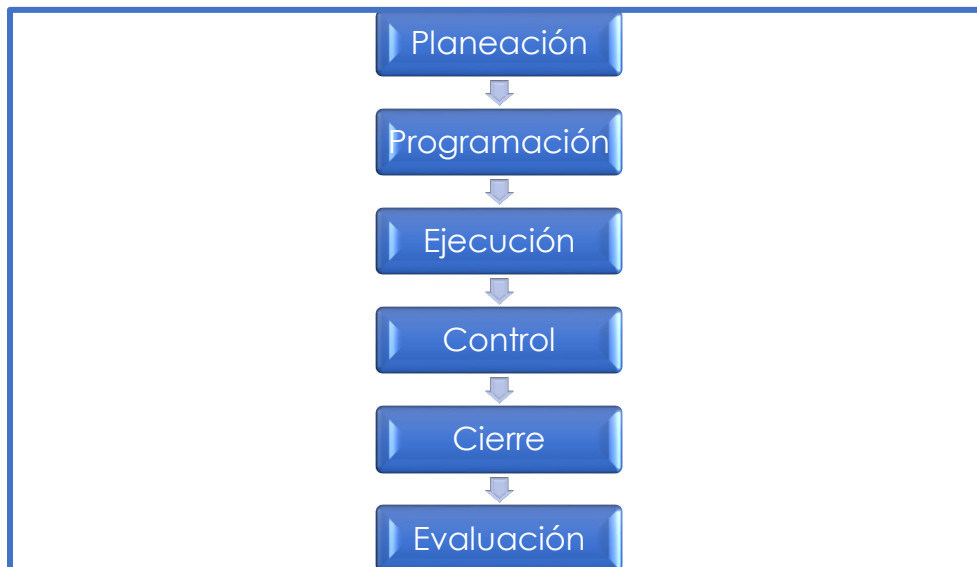 Planeación
Programación
Ejecución
Control
Cierre
Evaluación